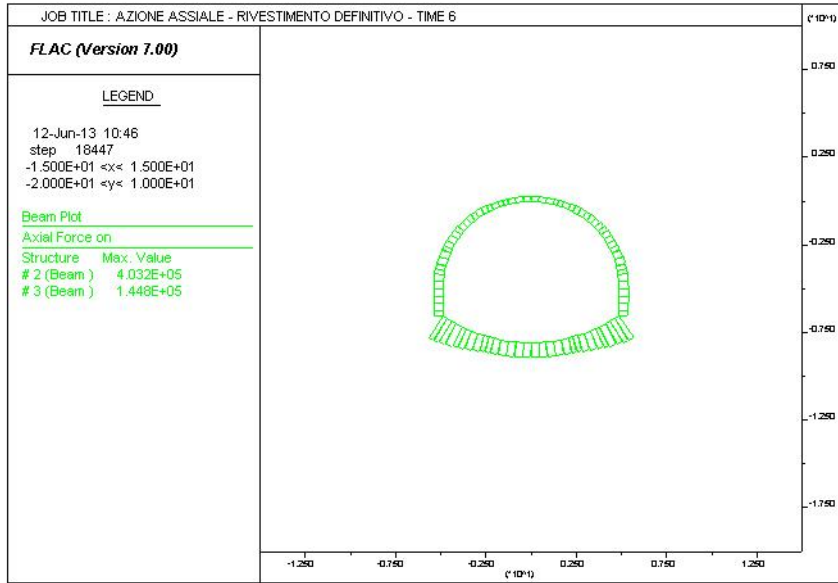 JOB TITLE : AZIONE ASSIALE - RIVESTIMENTO DEFINITIVO - TIME 6
(*10^1)
FLAC (Version 7.00)
LEGEND
12-Jun-13 10:46
step 18447
-1.500E+01 <x< 1.500E+01
-2.000E+01 <y< 1.000E+01
Beam Plot
Axial Force on
Structure Max. Value
# 2 (Beam ) 4.032E+05
# 3 (Beam ) 1.448E+05
0.750
0.250
-0.250
-0.750
-1.250
-1.750
-1.250 -0.750 -0.250 0.250 0.750 1.250
(*10^1)